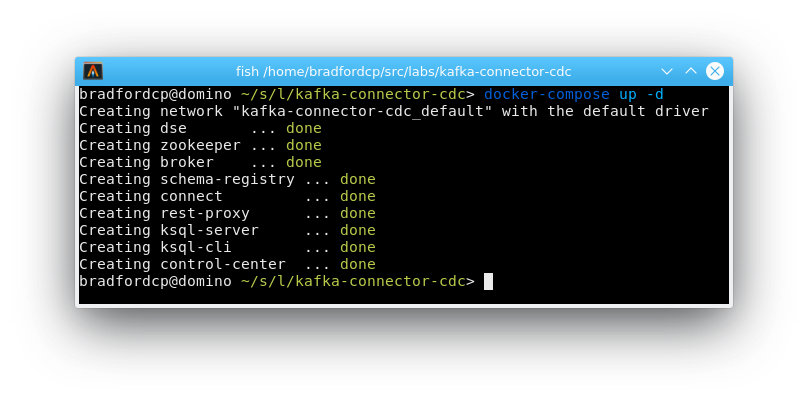 fish /home/bradfordcp/src/labs/kafka-connector-cdc
bradfordcp@domino ~/s/l/kafka-connector-cdc> docker-compose up -d
Creating network "kafka-connector-cdc_default" with the default driver
Creating dse       ... done
Creating zookeeper ... done
Creating broker    ... done
Creating schema-registry ... done
Creating connect         ... done
Creating rest-proxy      ... done
Creating ksql-server     ... done
Creating ksql-cli        ... done
Creating control-center  ... done
bradfordcp@domino ~/s/l/kafka-connector-cdc>